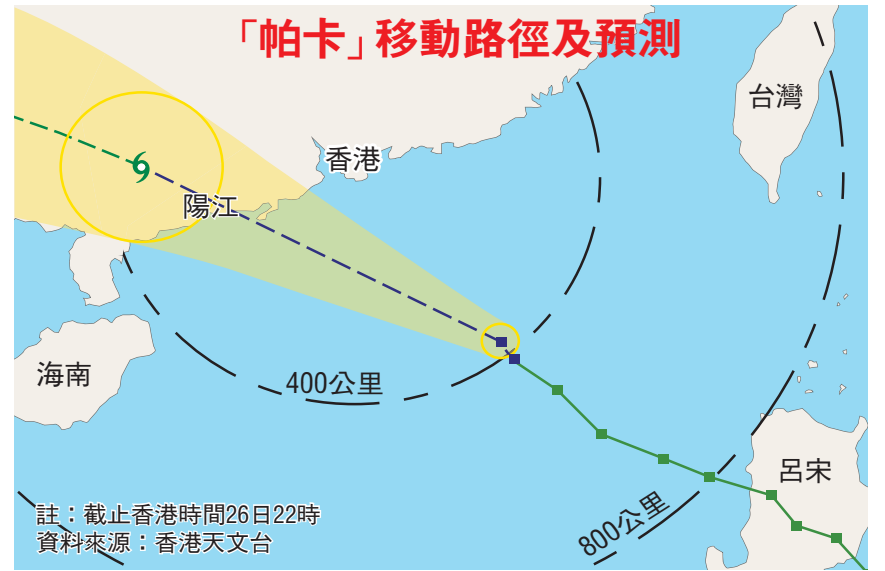 「帕卡」移動路徑及預測
台灣
香港
陽江
海南
400公里
呂宋
800公里
註：截止香港時間26日22時
資料來源：香港天文台